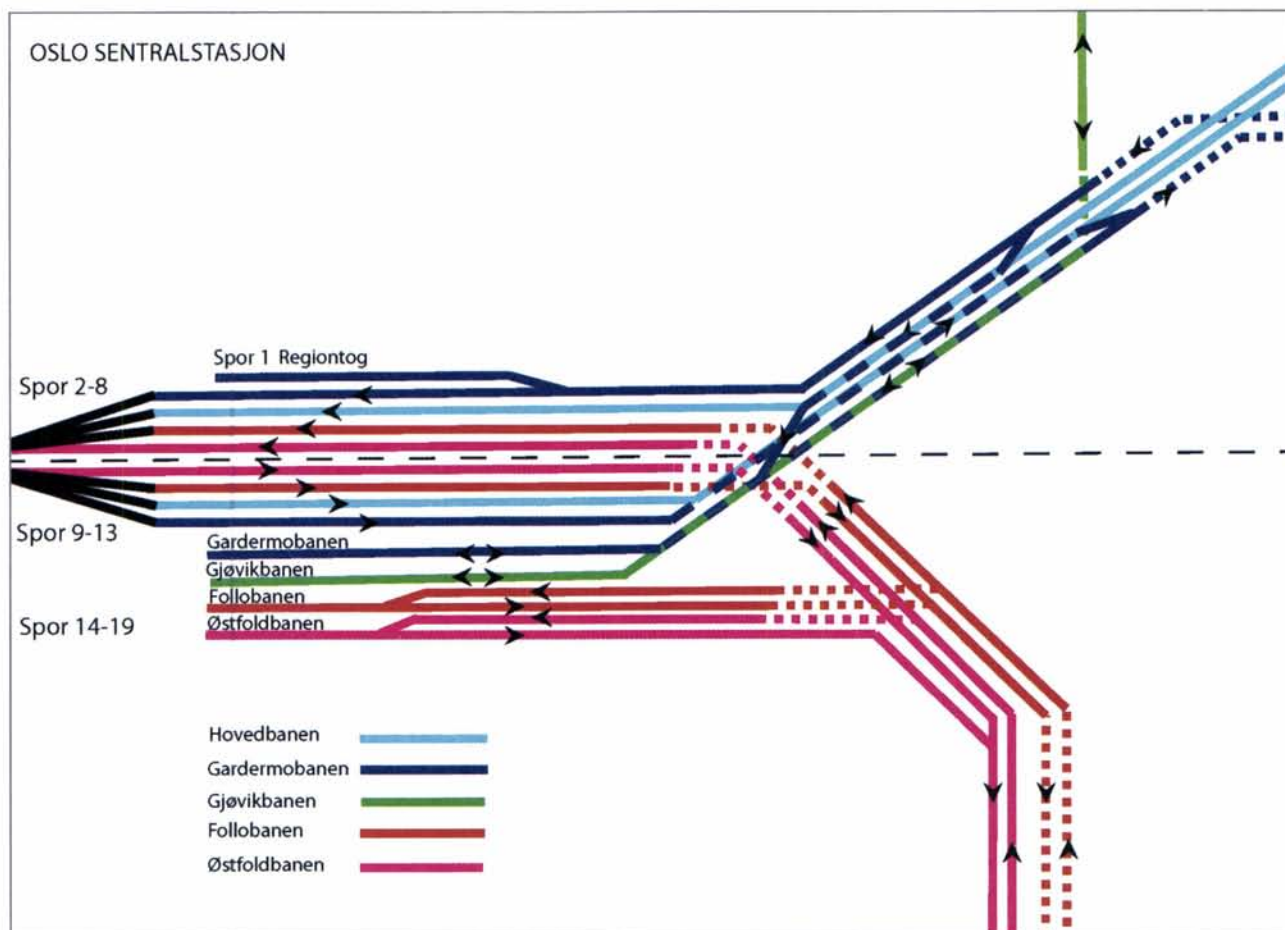 OSLO SENTRALSTASJON
Spor 1 Regiontog
Spor 2-8
Spor 9-13
Gardermobanen
Gjøvikbanen
Follobanen
Østfoldbanen
Spor 14-19
Hovedbanen
Gardermobanen
Gjøvikbanen
Follobanen
Østfoldbanen